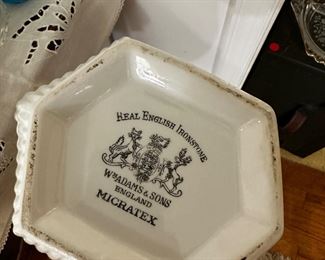 REAL ENGLISH IRONSTONE
WM ADAMS & SONS
ENGLAND
MICRATEX